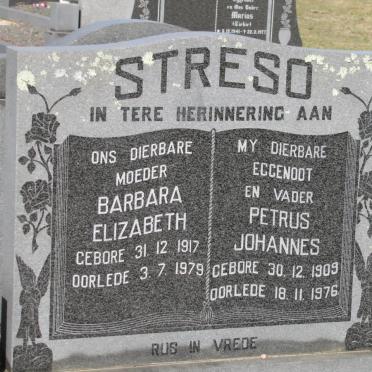 Marius
STRESO
IN TERE HERINNERING AAN
ONS DIERBARE
MOEDER
BARBARA
ELIZABETH
GEBORE 31.12.1917
OORLEDE 3.7.1979
MY DIERBARE
EGGENOOT
EN VADER
PETRUS
JOHANNES
GEBORE 30.12.1909
OORLEDE 18.11.1976
RUS IN VREDE